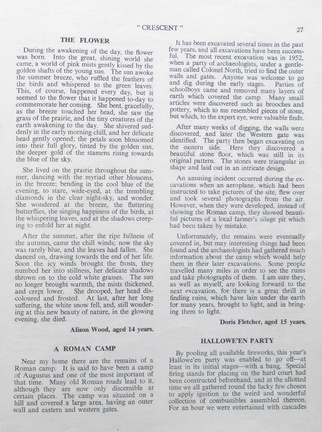 " CRESCENT "
27
THE FLOWER
During the awakening of the day, the flower
was born. Into the great, shining world she
came, a world of pink mists gently kissed by the
golden shafts of the young sun. The sun awoke
the summer breeze, who ruffled the feathers of
the birds and whispered to the green leaves.
This, of course, happened every day, but it
seemed to the flower that it happened to-day to
commemorate her coming. She bent, gracefully,
as the breeze touched her head, she saw the
grass of the prairie, and the tiny creatures of the
earth awakening to the day. She shivered sud-
denly in the early morning chill, and her delicate
head gently opened; the petals soon blossomed
into their full glory, tinted by the golden sun,
the deeper gold of the stamens rising towards
the blue of the sky.
She lived on the prairie throughout the sum-
mer, dancing with the myriad other blossoms,
in the breeze; bending in the cool blue of the
evening, to stare, wide-eyed, at the trembling
diamonds in the clear night-sky, and wonder.
She wondered at the breeze, the fluttering
butterflies, the singing happiness of the birds, at
the whispering leaves, and at the shadows creep-
ing to enfold her at night.
After the summer, after the ripe fullness of
the autumn, came the chill winds; now the sky
was rarely blue, and the leaves had fallen. She
danced on, drawing towards the end of her life.
Soon the icy winds brought the frosts, they
numbed her into stillness, her delicate shadows
thrown on to the cold white grasses. The sun
no longer brought warmth, the mists thickened,
and crept lower. She drooped, her head dis-
coloured and frosted. At last, after her long
suffering, the white snow fell, and, still wonder-
ing at this new beauty of nature, in the glowing
evening, she died.
Alison Wood, aged 14 years.
A ROMAN CAMP
Near my home there are the remains of a
Roman camp. It is said to have been a camp
of Augustus and one of the most important of
that time. Many old Roman roads lead to it,
although they are now only discernible at
certain places. The camp was situated on a
hill and covered a large area, having an outer
wall and eastern and western gates.
It has been excavated several times in the past
few years, and all excavations have been success-
ful. The most recent excavation was in 1952,
when a party of archaeologists, under a gentle-
man called Colonel North, tried to find the outer
walls and gates. Anyone was welcome to go
and dig during the early stages. Parties of
schoolboys came and removed many layers of
earth which covered the camp. Many small
articles were discovered such as brooches and
pottery, which to me resembled pieces of stone,
but which, to the expert eye, were valuable finds.
After many weeks of digging, the walls were
discovered, and later the Western gate was
identified. The party then began excavating on
the eastern side. Here they discovered a
beautiful stone floor, which was still in its
original pattern. The stones were triangular in
shape and laid out in an intricate design.
An amusing incident occurred during the ex-
cavations when an aeroplane, which had been
instructed to take pictures of the site, flew over
and took several photographs from the air.
However, when they were developed, instead of
showing the Roman camp, they showed beauti-
ful pictures of a local farmer's silage pit which
had been taken by mistake.
Unfortunately, the remains were eventually
covered in, but many interesting things had been
found and the archaeologists had gathered much
information about the camp which would help
them in their later excavations. Some people
travelled many miles in order to see the ruins
and take photographs of them. I am sure they,
as well as myself, are looking forward to the
next excavation, for there is a great thrill in
finding ruins, which have lain under the earth
for many years, brought to light, and in bring-
ing them to light.
Doris Fletcher, aged 15 years.
HALLOWE'EN PARTY
By pooling all available fireworks, this year's
Hallowe'en party was enabled to go off—at
least in its initial stages—with a bang. Special
firing stands for placing on the hard court had
been constructed beforehand, and at the allotted
time we all gathered round the lucky few chosen
to apply ignition to the weird and wonderful
collection of combustibles assembled thereon.
For an hour we were entertained with cascades